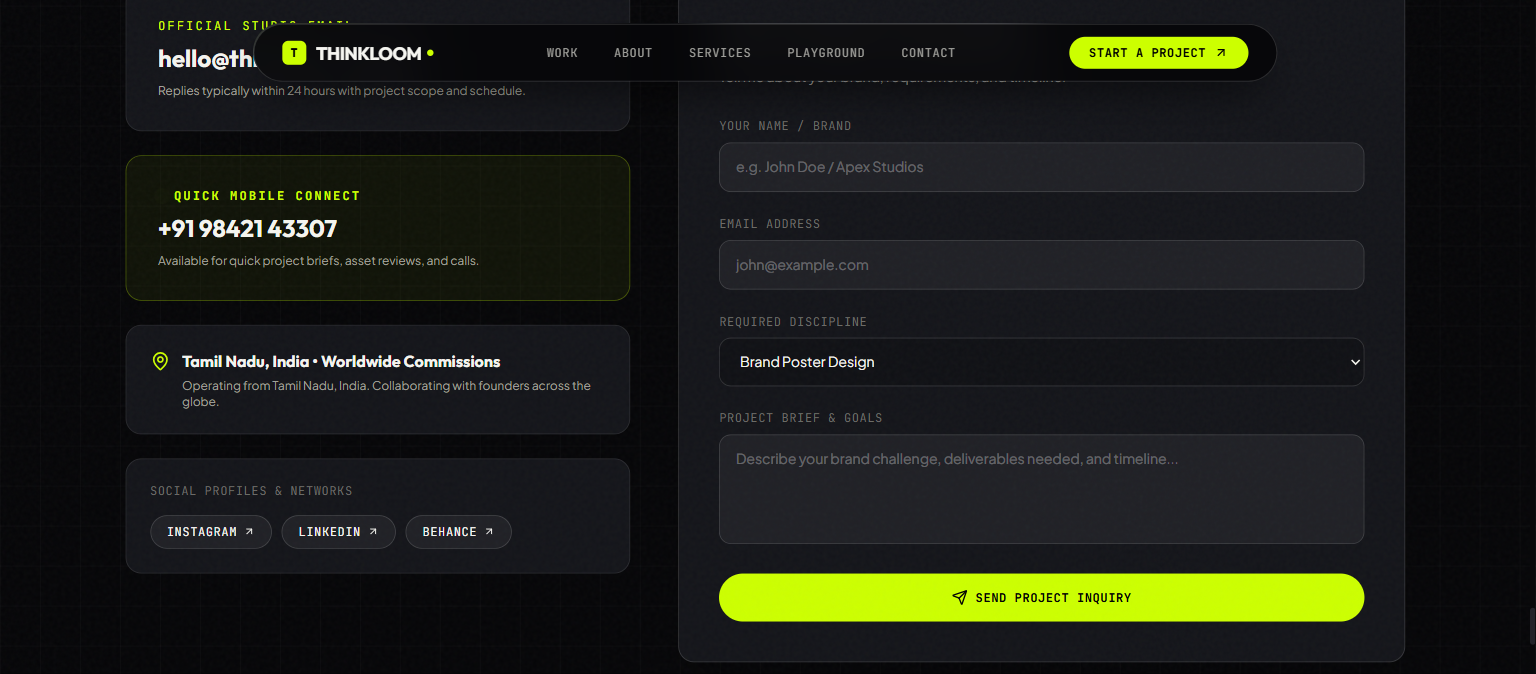 OFFICIAL STUDIO EMAIL
T THINKLOOM
WORK
ABOUT
SERVICES
PLAYGROUND
CONTACT
START A PROJECT
Replies typically within 24 hours with project scope and schedule.
QUICK MOBILE CONNECT
+91 98421 43307
Available for quick project briefs, asset reviews, and calls.
Tamil Nadu, India • Worldwide Commissions
Operating from Tamil Nadu, India. Collaborating with founders across the
globe.
SOCIAL PROFILES & NETWORKS
INSTAGRAM
LINKEDIN
BEHANCE
YOUR NAME / BRAND
e.g. John Doe / Apex Studios
EMAIL ADDRESS
john@example.com
REQUIRED DISCIPLINE
Brand Poster Design
PROJECT BRIEF & GOALS
Describe your brand challenge, deliverables needed, and timeline...
SEND PROJECT INQUIRY